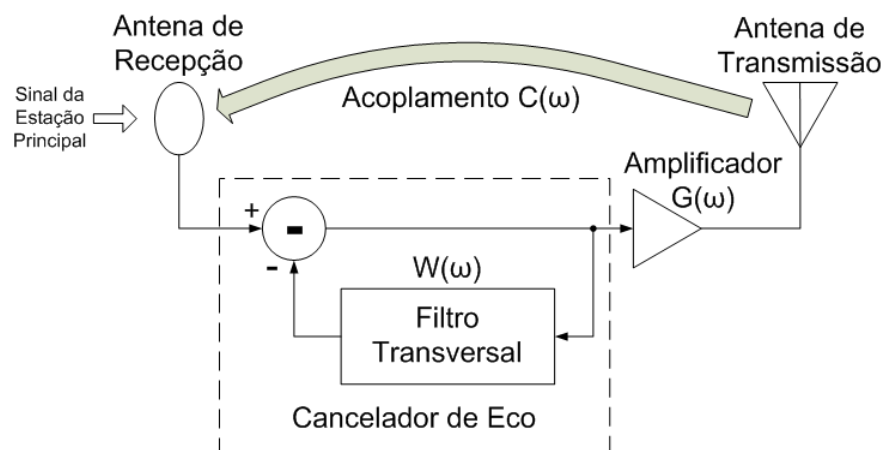 Antena de
Recepção
Antena de
Transmissão
Sinal da
Estação
Principal
Acoplamento C(ω)
Amplificador
G(ω)
+
-
-
W(ω)
Filtro
Transversal
Cancelador de Eco